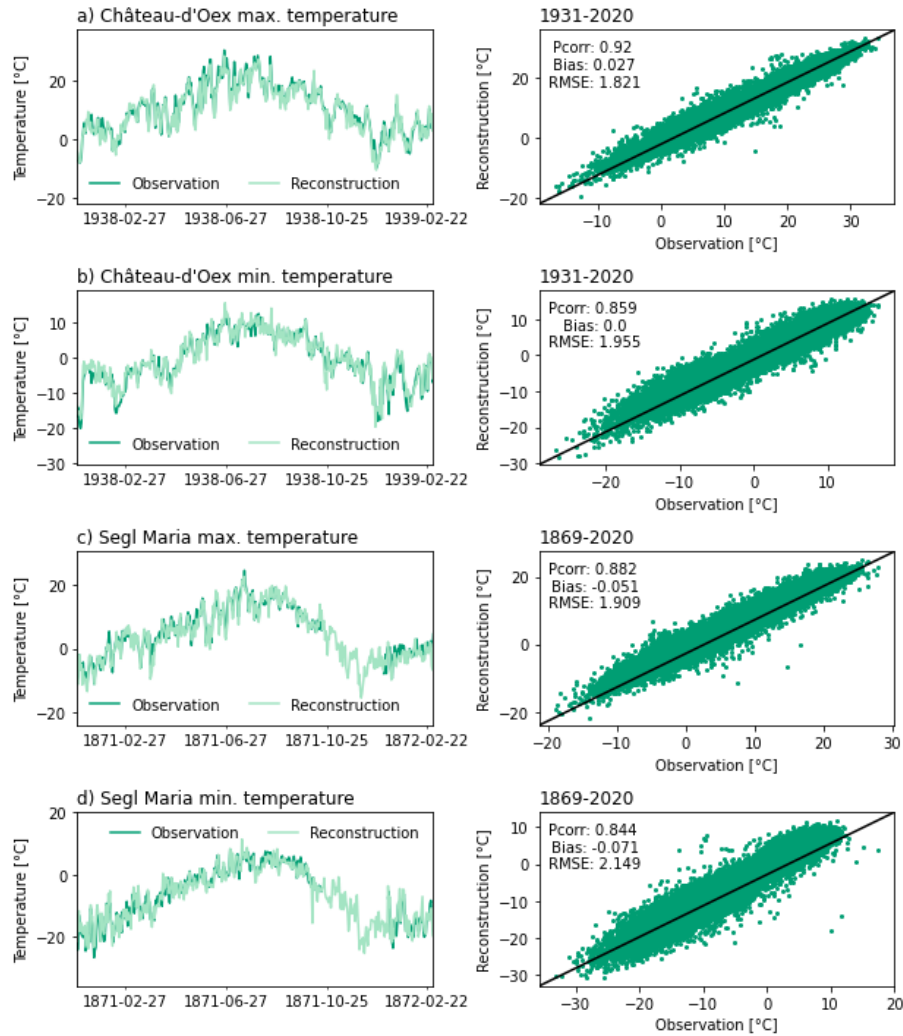 a) Château-d'Oex max. temperature
Temperature [°C]
20
0
−20
Observation
Reconstruction
1938-02-27
1938-06-27
1938-10-25
1939-02-22
1931-2020
Pcorr: 0.92
Bias: 0.027
RMSE: 1.821
Reconstruction [°C]
20
0
−20
−10
0
10
20
30
Observation [°C]
b) Château-d'Oex min. temperature
Temperature [°C]
10
0
−10
−20
−30
Observation
Reconstruction
1938-02-27
1938-06-27
1938-10-25
1939-02-22
1931-2020
Pcorr: 0.859
Bias: 0.0
RMSE: 1.955
Reconstruction [°C]
10
0
−10
−20
−30
−20
−10
0
10
Observation [°C]
c) Segl Maria max. temperature
Temperature [°C]
20
0
−20
Observation
Reconstruction
1871-02-27
1871-06-27
1871-10-25
1872-02-22
1869-2020
Pcorr: 0.882
Bias: -0.051
RMSE: 1.909
Reconstruction [°C]
20
0
−20
−20
−10
0
10
20
30
Observation [°C]
d) Segl Maria min. temperature
Temperature [°C]
20
0
−20
Observation
Reconstruction
1871-02-27
1871-06-27
1871-10-25
1872-02-22
1869-2020
Pcorr: 0.844
Bias: -0.071
RMSE: 2.149
Reconstruction [°C]
10
0
−10
−20
−30
−30
−20
−10
0
10
20
Observation [°C]